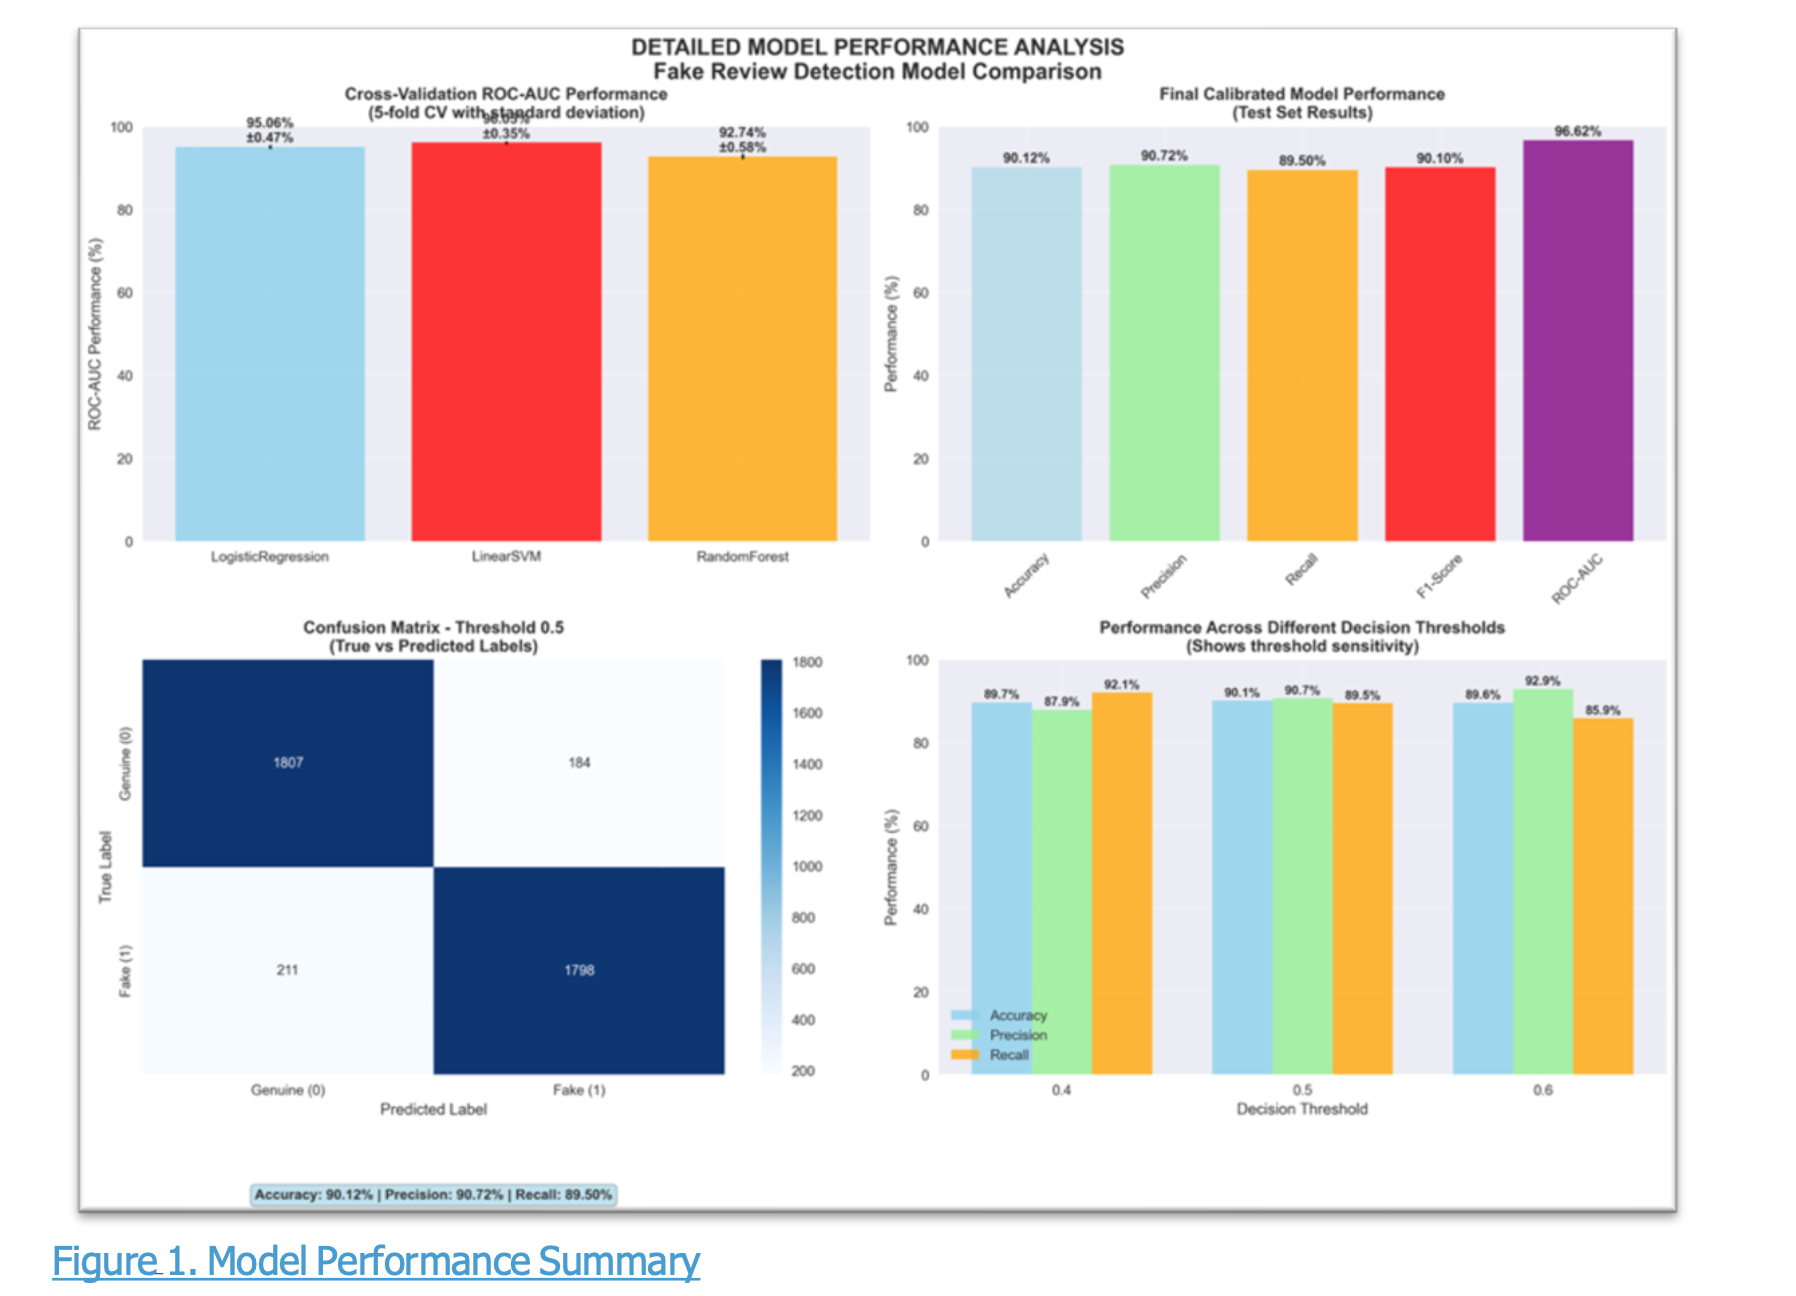 DETAILED MODEL PERFORMANCE ANALYSIS
Fake Review Detection Model Comparison
Cross-Validation ROC-AUC Performance
(5-fold CV with standard deviation)
95.06%
±0.47%
±0.35%
92.74%
±0.58%
100
80
60
40
20
0
ROC-AUC Performance (%)
LogisticRegression
LinearSVM
RandomForest
Final Calibrated Model Performance
(Test Set Results)
90.12%
90.72%
89.50%
90.10%
96.62%
100
80
60
40
20
0
Performance (%)
Accuracy
Precision
Recall
F1-Score
ROC-AUC
Confusion Matrix - Threshold 0.5
(True vs Predicted Labels)
Genuine (0)
Fake (1)
True Label
1807
184
211
1798
Genuine (0)
Fake (1)
Predicted Label
1800
1600
1400
1200
1000
800
600
400
200
Accuracy: 90.12% | Precision: 90.72% | Recall: 89.50%
Performance Across Different Decision Thresholds
(Shows threshold sensitivity)
89.7%
87.9%
92.1%
90.1%
90.7%
89.5%
89.6%
92.9%
85.9%
100
80
60
40
20
0
Performance (%)
Accuracy
Precision
Recall
0.4
0.5
0.6
Decision Threshold
Figure 1. Model Performance Summary